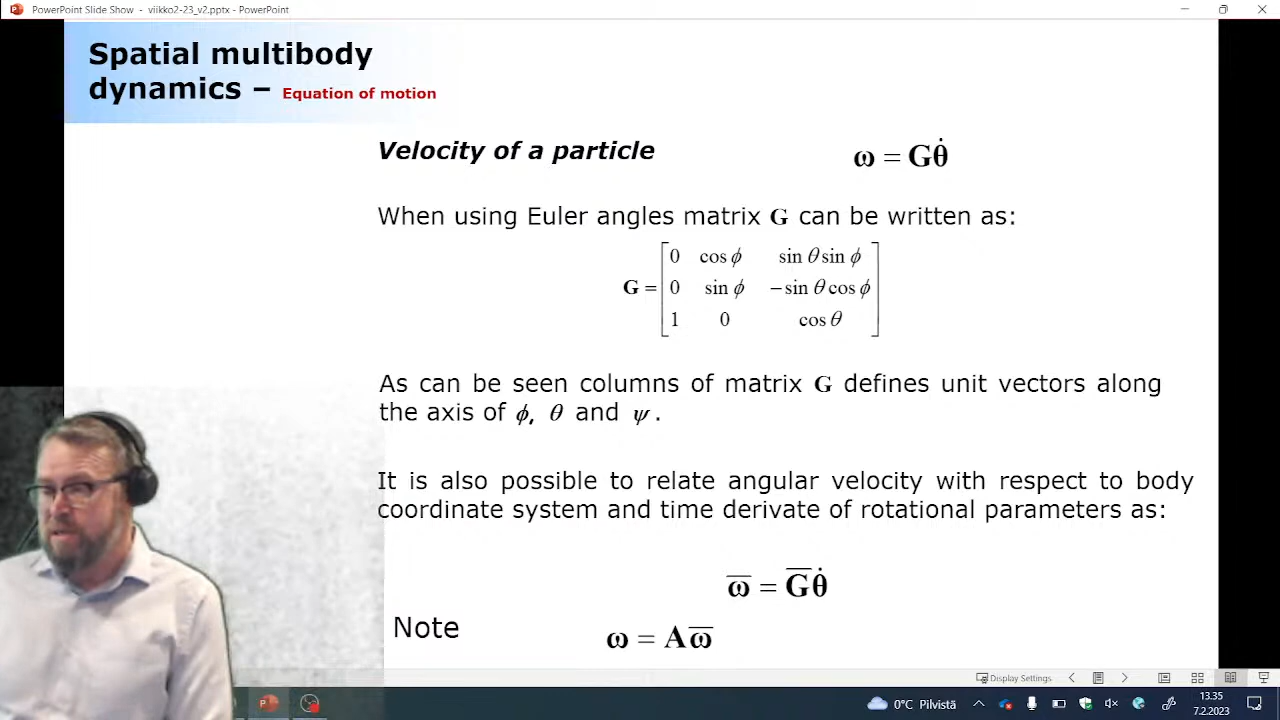 PowerPoint Slide Show - viikko2-23_v2.pptx - PowerPoint
Spatial multibody
dynamics – Equation of motion
Velocity of a particle
ω = Gθ̇
When using Euler angles matrix G can be written as:
G = [0 cos ϕ sin θ sin ϕ
0 sin ϕ −sin θ cos ϕ
1 0 cos θ]
As can be seen columns of matrix G defines unit vectors along
the axis of ϕ, θ and ψ.
It is also possible to relate angular velocity with respect to body
coordinate system and time derivate of rotational parameters as:
ω̅ = G̅θ̇
Note
ω = Aω̅
Display Settings
0°C Pilvistä
13.35
7.2.2023